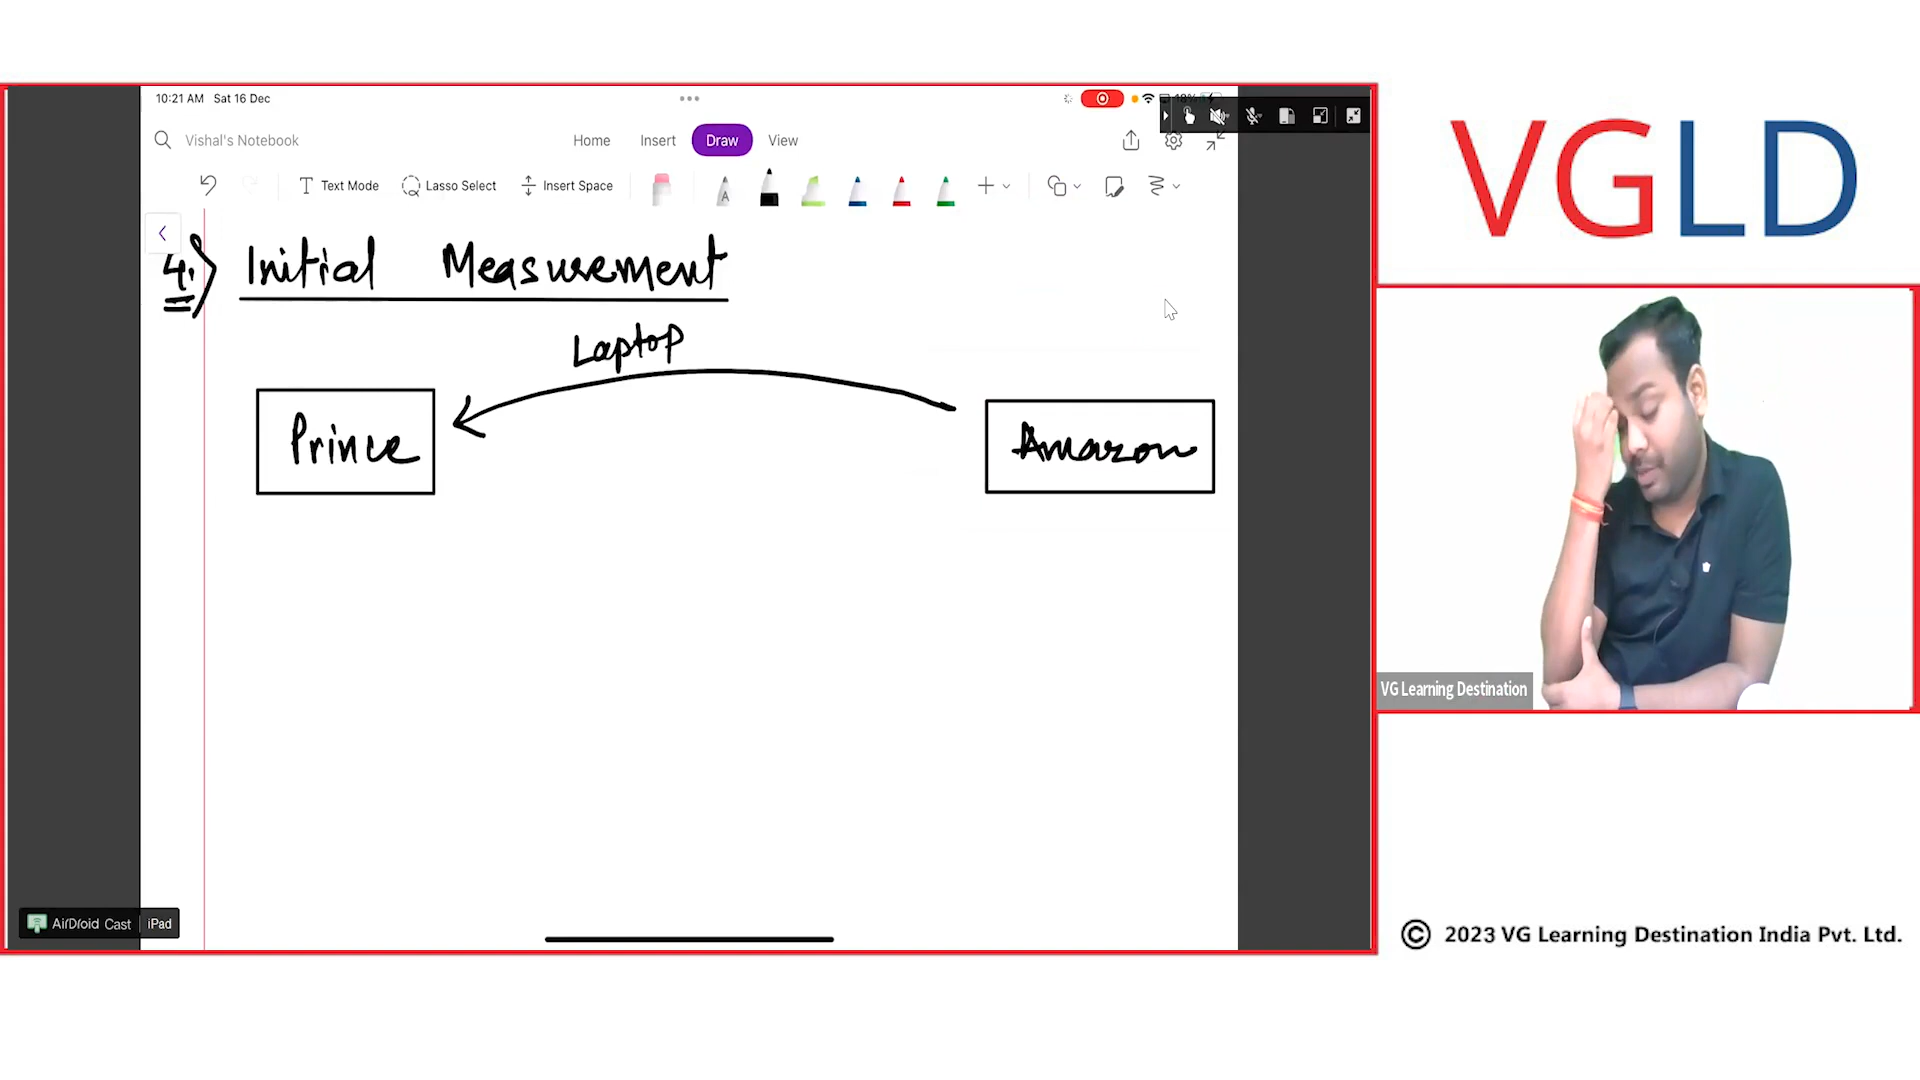 10:21 AM Sat 16 Dec
18%
Vishal's Notebook
Home Insert Draw View
Text Mode Lasso Select Insert Space
A
4.) Initial Measurement
Laptop
Prince
Amazon
AirDroid Cast iPad
VGLD
VG Learning Destination
© 2023 VG Learning Destination India Pvt. Ltd.